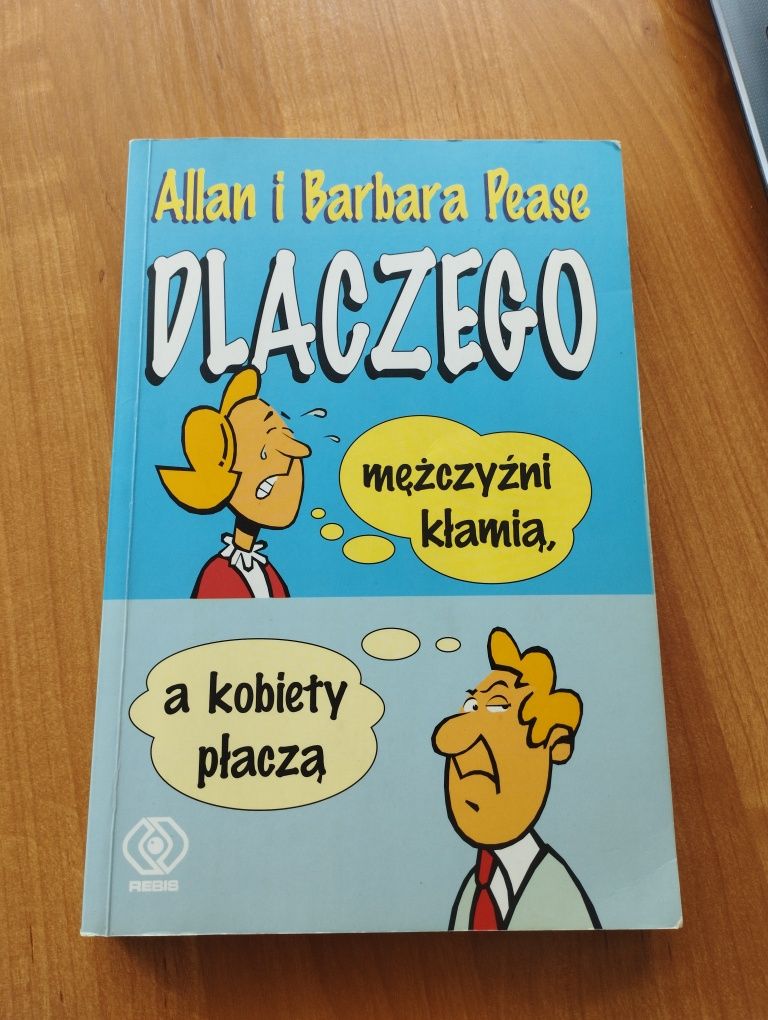 Allan i Barbara Pease
DLACZEGO
mężczyźni
kłamią,
a kobiety
płaczą
REBIS